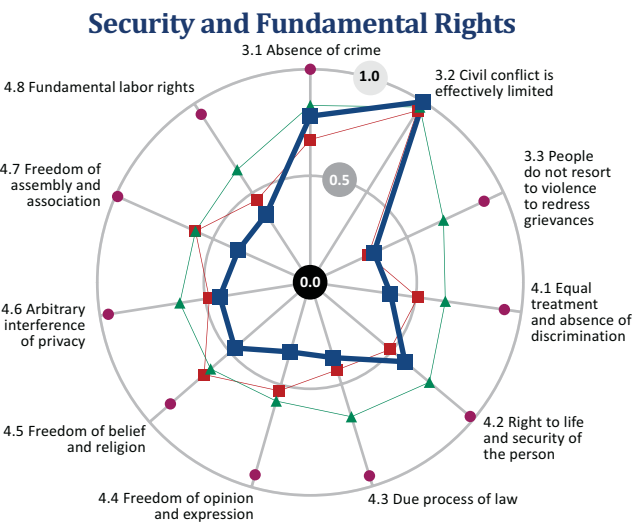 Security and Fundamental Rights
3.1 Absence of crime
1.0
3.2 Civil conflict is
effectively limited
4.8 Fundamental labor rights
3.3 People
do not resort
to violence
to redress
grievances
0.5
4.7 Freedom of
assembly and
association
0.0
4.1 Equal
treatment
and absence of
discrimination
4.6 Arbitrary
interference
of privacy
4.2 Right to life
and security of
the person
4.5 Freedom of belief
and religion
4.4 Freedom of opinion
and expression
4.3 Due process of law